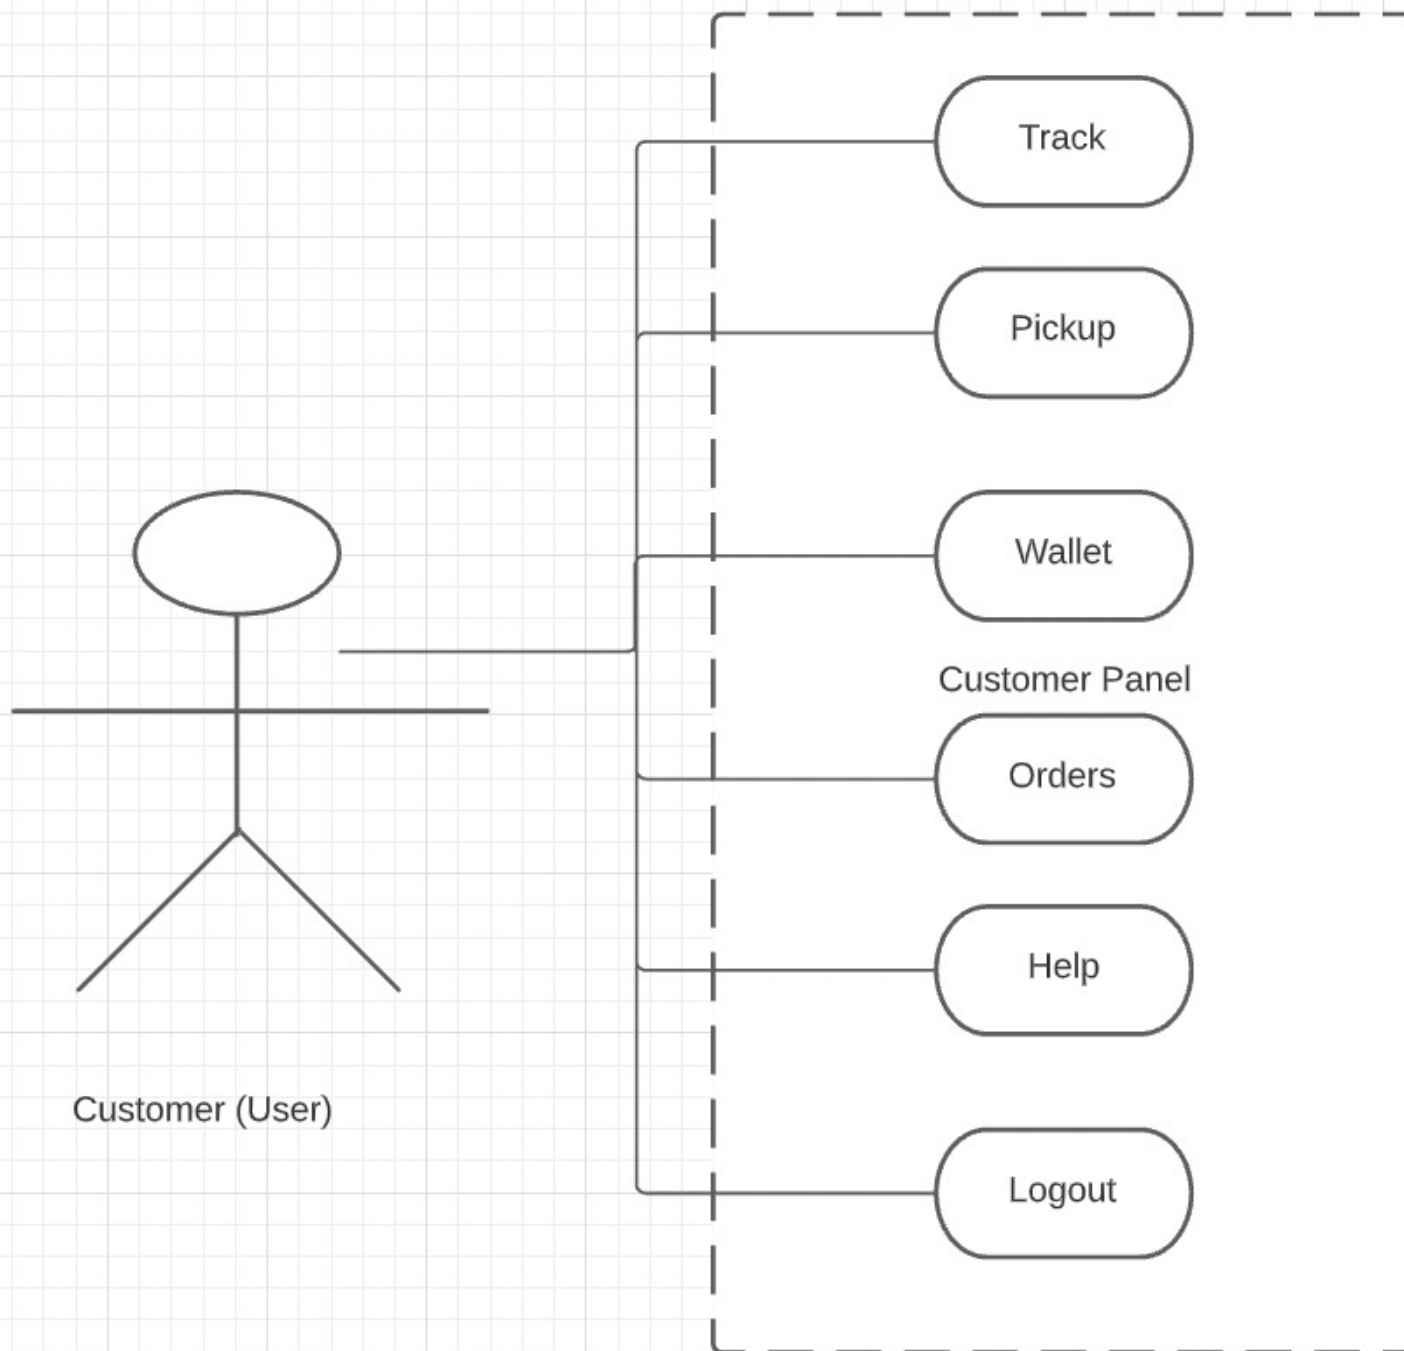 Track
Pickup
Wallet
Customer Panel
Orders
Help
Customer (User)
Logout